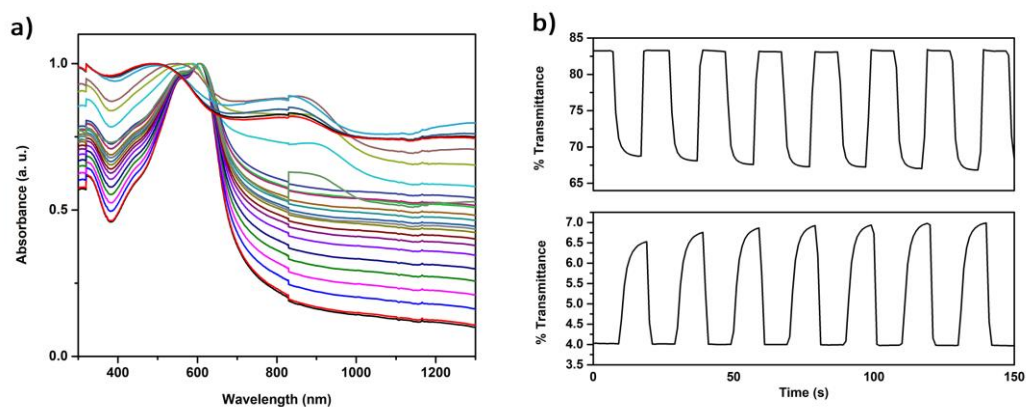 a)
1.0
0.5
0.0
Absorbance (a. u.)
400 600 800 1000 1200
Wavelength (nm)
b)
85
80
75
70
65
% Transmittance
7.0
6.5
6.0
5.5
5.0
4.5
4.0
3.5
% Transmittance
0 50 100 150
Time (s)